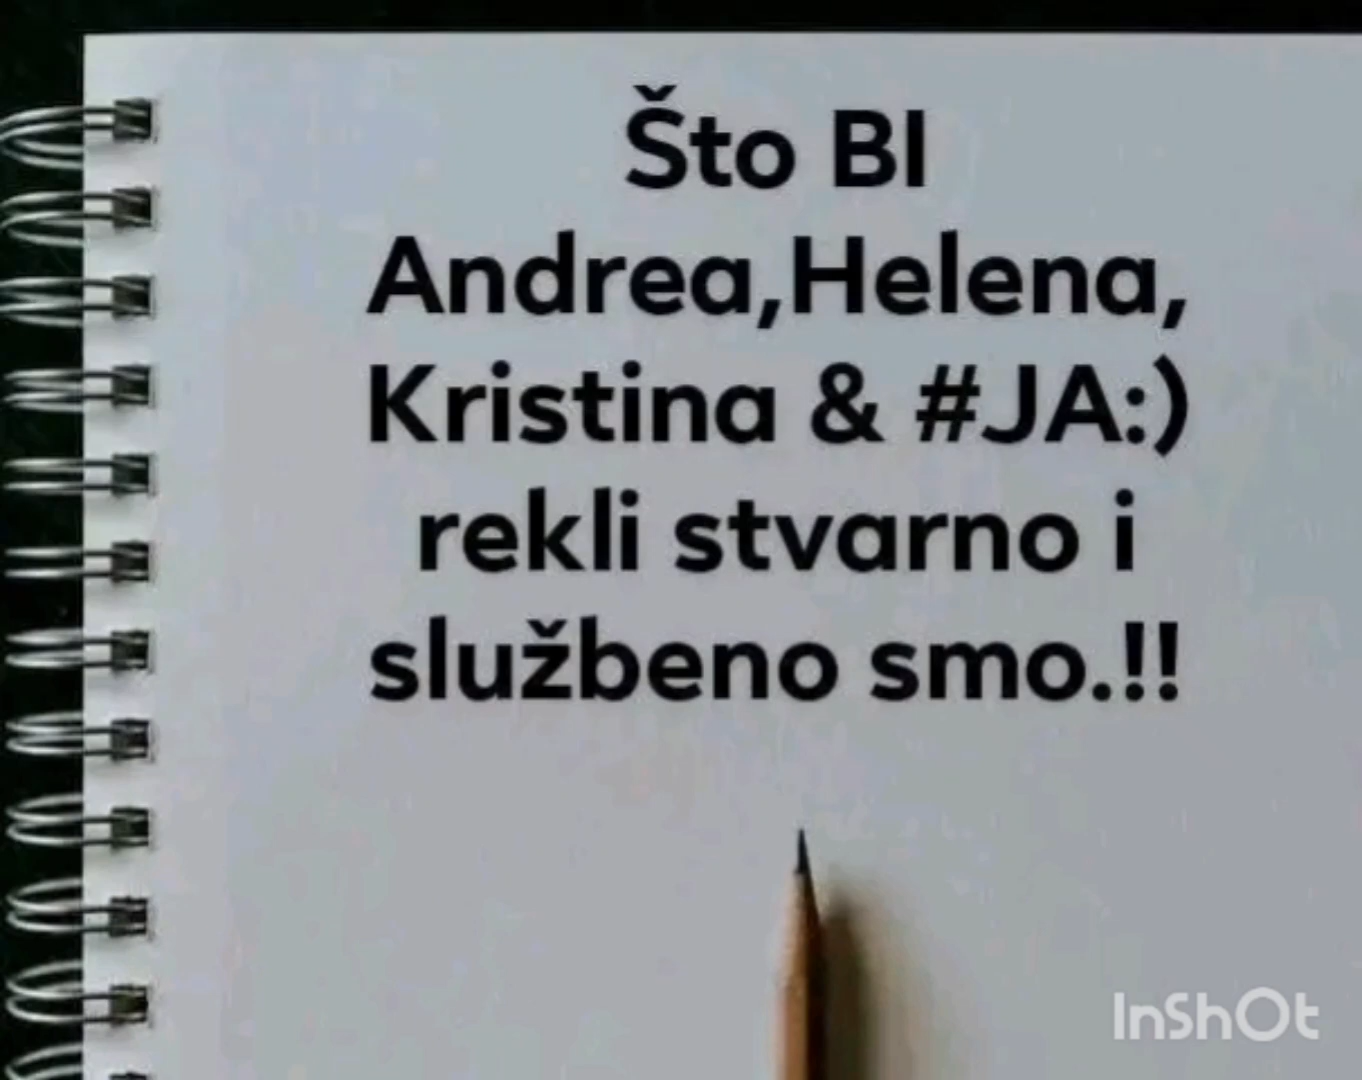 Što BI
Andrea,Helena,
Kristina & #JA:)
rekli stvarno i
službeno smo.!!
InShOt